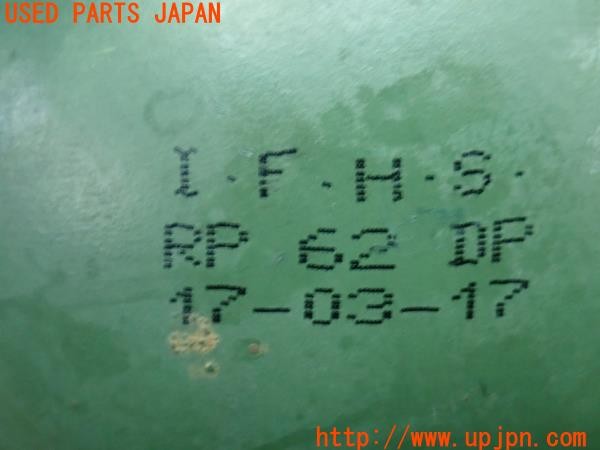 USED PARTS JAPAN
I.F.H.S.
RP 62 DP
17-03-17
http://www.upjpn.com